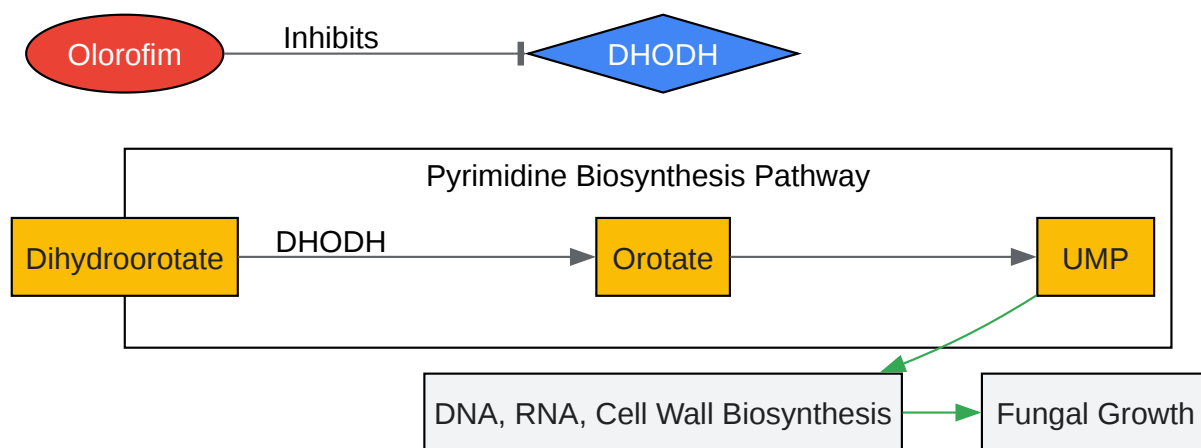 Olorofim
Inhibits
DHODH
Pyrimidine Biosynthesis Pathway
Dihydroorotate
DHODH
Orotate
UMP
DNA, RNA, Cell Wall Biosynthesis
Fungal Growth